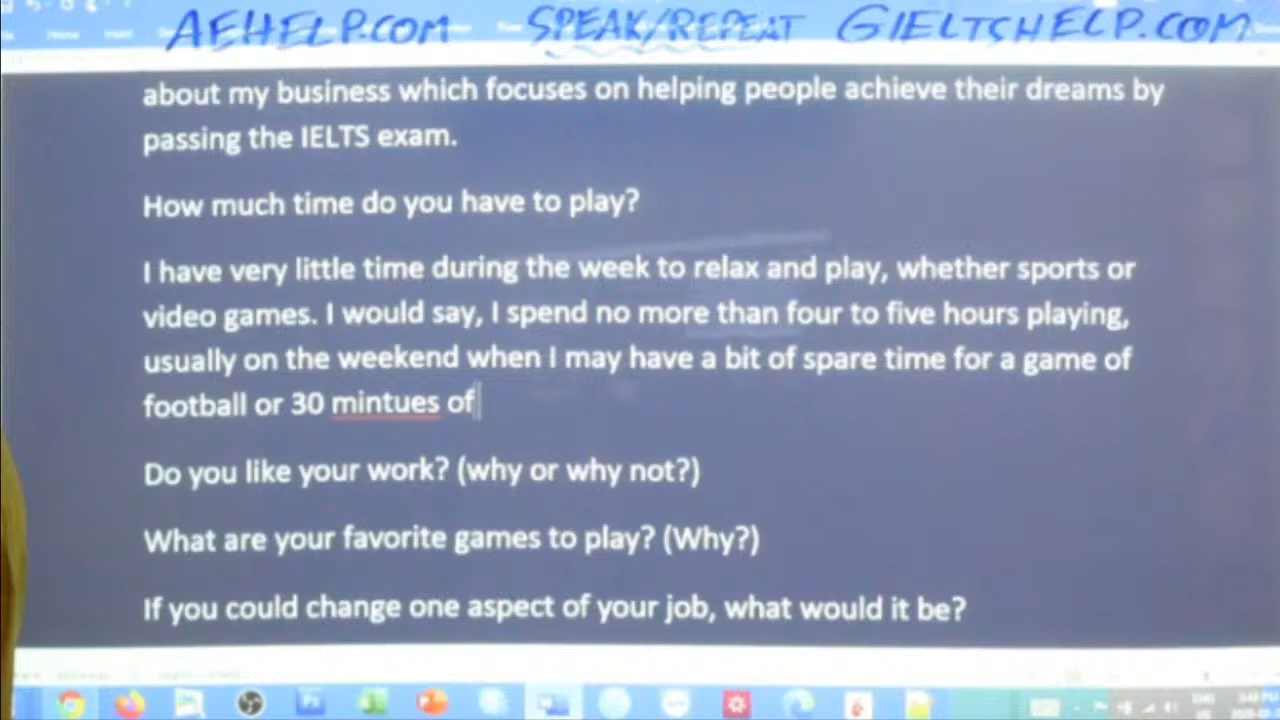 AEHELP.COM SPEAK/REPEAT GIELTSHELP.COM
about my business which focuses on helping people achieve their dreams by
passing the IELTS exam.
How much time do you have to play?
I have very little time during the week to relax and play, whether sports or
video games. I would say, I spend no more than four to five hours playing,
usually on the weekend when I may have a bit of spare time for a game of
football or 30 mintues of
Do you like your work? (why or why not?)
What are your favorite games to play? (Why?)
If you could change one aspect of your job, what would it be?